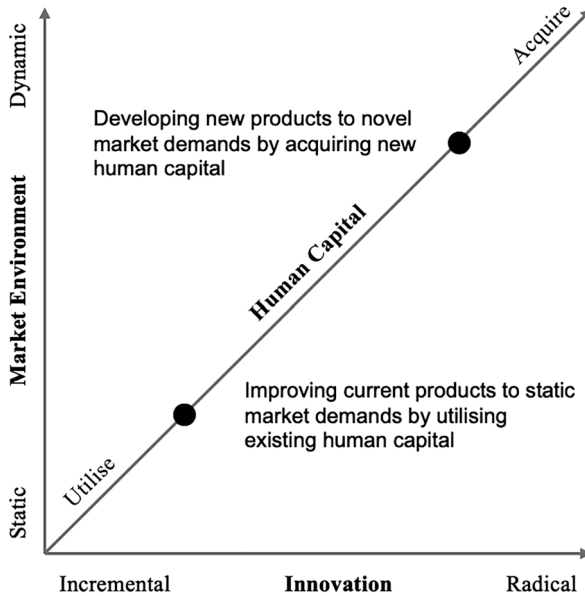 Dynamic
Acquire
Developing new products to novel
market demands by acquiring new
human capital
Human Capital
Market Environment
Improving current products to static
market demands by utilising
existing human capital
Utilise
Static
Incremental
Innovation
Radical